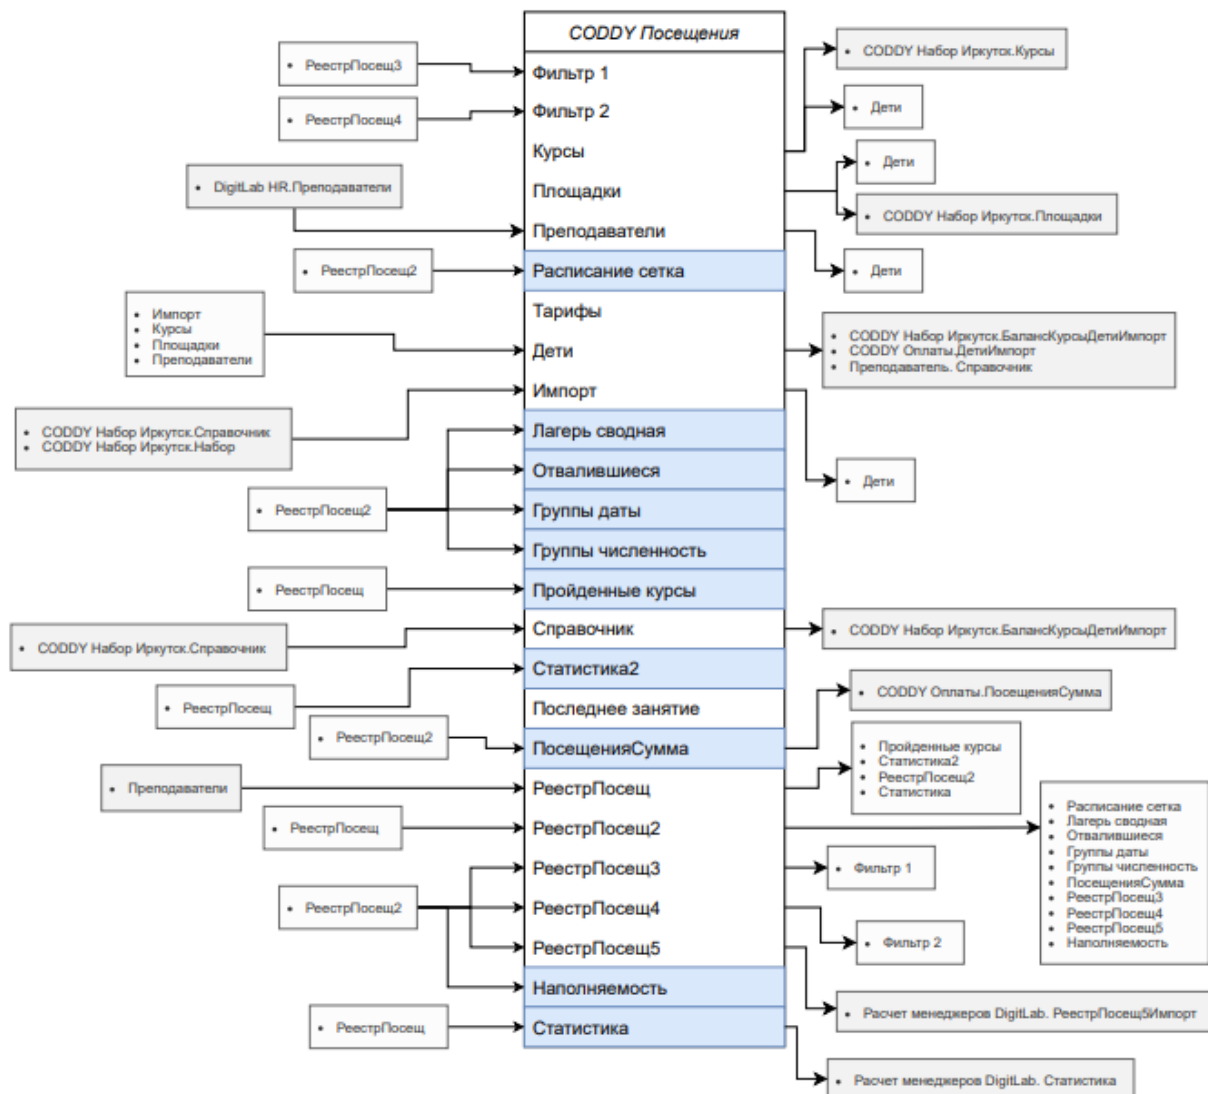 CODDY Посещения
Фильтр 1
Фильтр 2
Курсы
Площадки
Преподаватели
Расписание сетка
Тарифы
Дети
Импорт
Лагерь сводная
Отвалившиеся
Группы даты
Группы численность
Пройденные курсы
Справочник
Статистика2
Последнее занятие
ПосещенияСумма
РеестрПосещ
РеестрПосещ2
РеестрПосещ3
РеестрПосещ4
РеестрПосещ5
Наполняемость
Статистика
• РеестрПосещ3
• РеестрПосещ4
• DigitLab HR.Преподаватели
• РеестрПосещ2
• Импорт
• Курсы
• Площадки
• Преподаватели
• CODDY Набор Иркутск.Справочник
• CODDY Набор Иркутск.Набор
• РеестрПосещ2
• РеестрПосещ
• CODDY Набор Иркутск.Справочник
• РеестрПосещ
• РеестрПосещ2
• Преподаватели
• РеестрПосещ
• РеестрПосещ2
• РеестрПосещ
• CODDY Набор Иркутск.Курсы
• Дети
• Дети
• CODDY Набор Иркутск.Площадки
• Дети
• CODDY Набор Иркутск.БалансКурсыДетиИмпорт
• CODDY Оплаты.ДетиИмпорт
• Преподаватель. Справочник
• Дети
• CODDY Набор Иркутск.БалансКурсыДетиИмпорт
• CODDY Оплаты.ПосещенияСумма
• Пройденные курсы
• Статистика2
• РеестрПосещ2
• Статистика
• Расписание сетка
• Лагерь сводная
• Отвалившиеся
• Группы даты
• Группы численность
• ПосещенияСумма
• РеестрПосещ3
• РеестрПосещ4
• РеестрПосещ5
• Наполняемость
• Фильтр 1
• Фильтр 2
• Расчет менеджеров DigitLab. РеестрПосещ5Импорт
• Расчет менеджеров DigitLab. Статистика